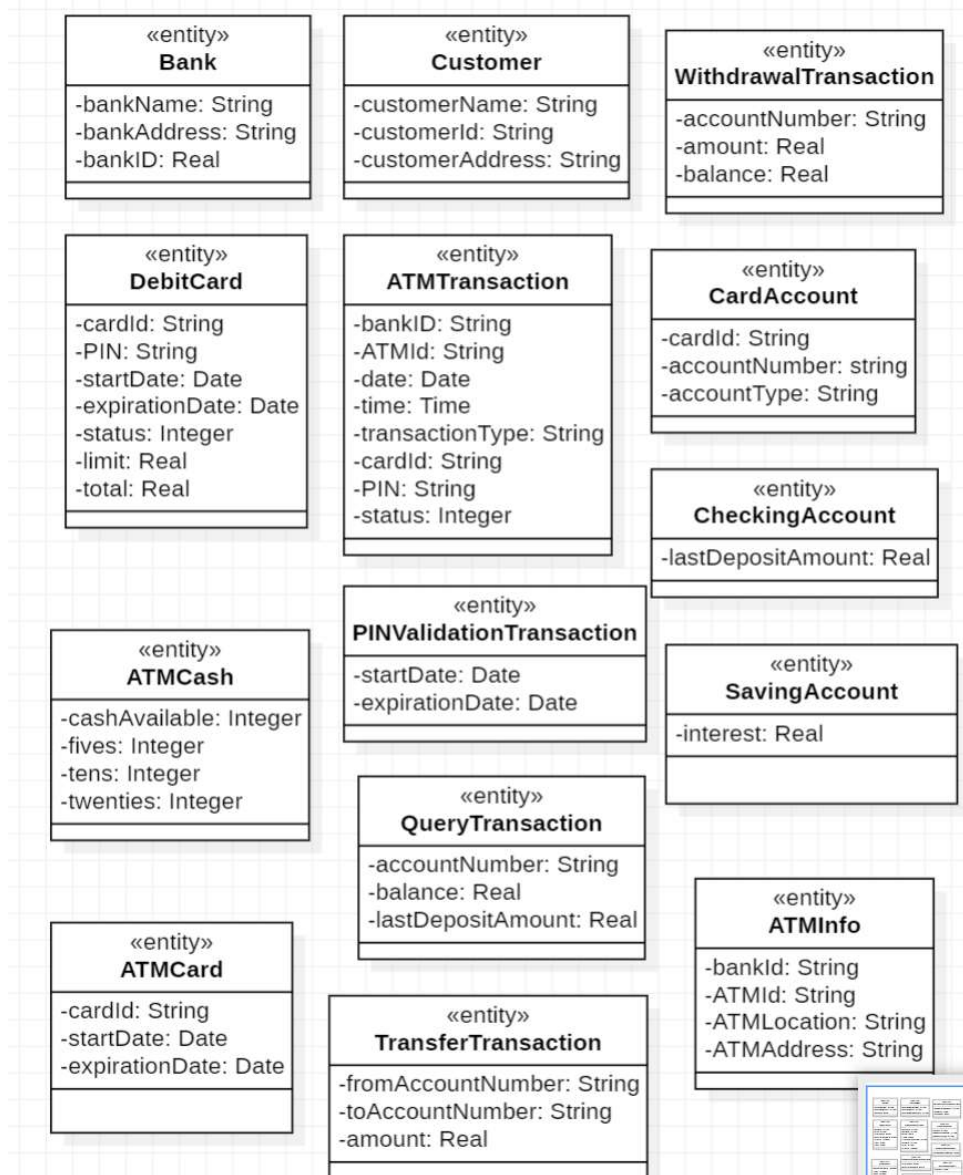 «entity»
Bank
-bankName: String
-bankAddress: String
-bankID: Real
«entity»
Customer
-customerName: String
-customerId: String
-customerAddress: String
«entity»
WithdrawalTransaction
-accountNumber: String
-amount: Real
-balance: Real
«entity»
DebitCard
-cardId: String
-PIN: String
-startDate: Date
-expirationDate: Date
-status: Integer
-limit: Real
-total: Real
«entity»
ATMTransaction
-bankID: String
-ATMId: String
-date: Date
-time: Time
-transactionType: String
-cardId: String
-PIN: String
-status: Integer
«entity»
CardAccount
-cardId: String
-accountNumber: string
-accountType: String
«entity»
CheckingAccount
-lastDepositAmount: Real
«entity»
PINValidationTransaction
-startDate: Date
-expirationDate: Date
«entity»
ATMCash
-cashAvailable: Integer
-fives: Integer
-tens: Integer
-twenties: Integer
«entity»
SavingAccount
-interest: Real
«entity»
QueryTransaction
-accountNumber: String
-balance: Real
-lastDepositAmount: Real
«entity»
ATMInfo
-bankId: String
-ATMId: String
-ATMLocation: String
-ATMAddress: String
«entity»
ATMCard
-cardId: String
-startDate: Date
-expirationDate: Date
«entity»
TransferTransaction
-fromAccountNumber: String
-toAccountNumber: String
-amount: Real